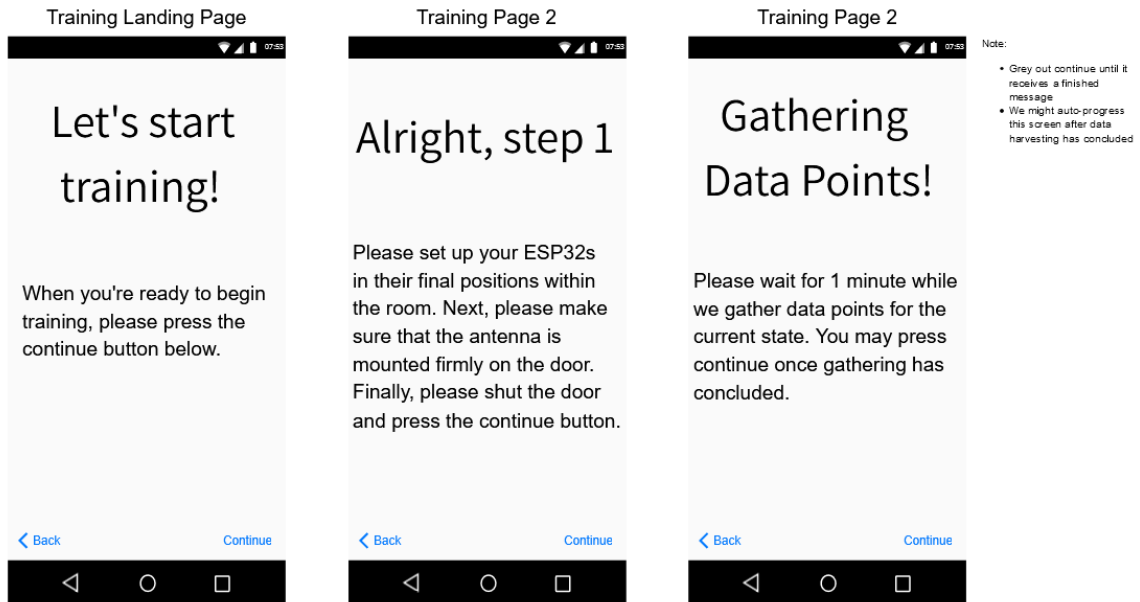 Training Landing Page
07:53
Let's start
training!
When you're ready to begin
training, please press the
continue button below.
Back
Continue
Training Page 2
07:53
Alright, step 1
Please set up your ESP32s
in their final positions within
the room. Next, please make
sure that the antenna is
mounted firmly on the door.
Finally, please shut the door
and press the continue button.
Back
Continue
Training Page 2
07:53
Gathering
Data Points!
Please wait for 1 minute while
we gather data points for the
current state. You may press
continue once gathering has
concluded.
Back
Continue
Note:
• Grey out continue until it
receives a finished
message
• We might auto-progress
this screen after data
harvesting has concluded